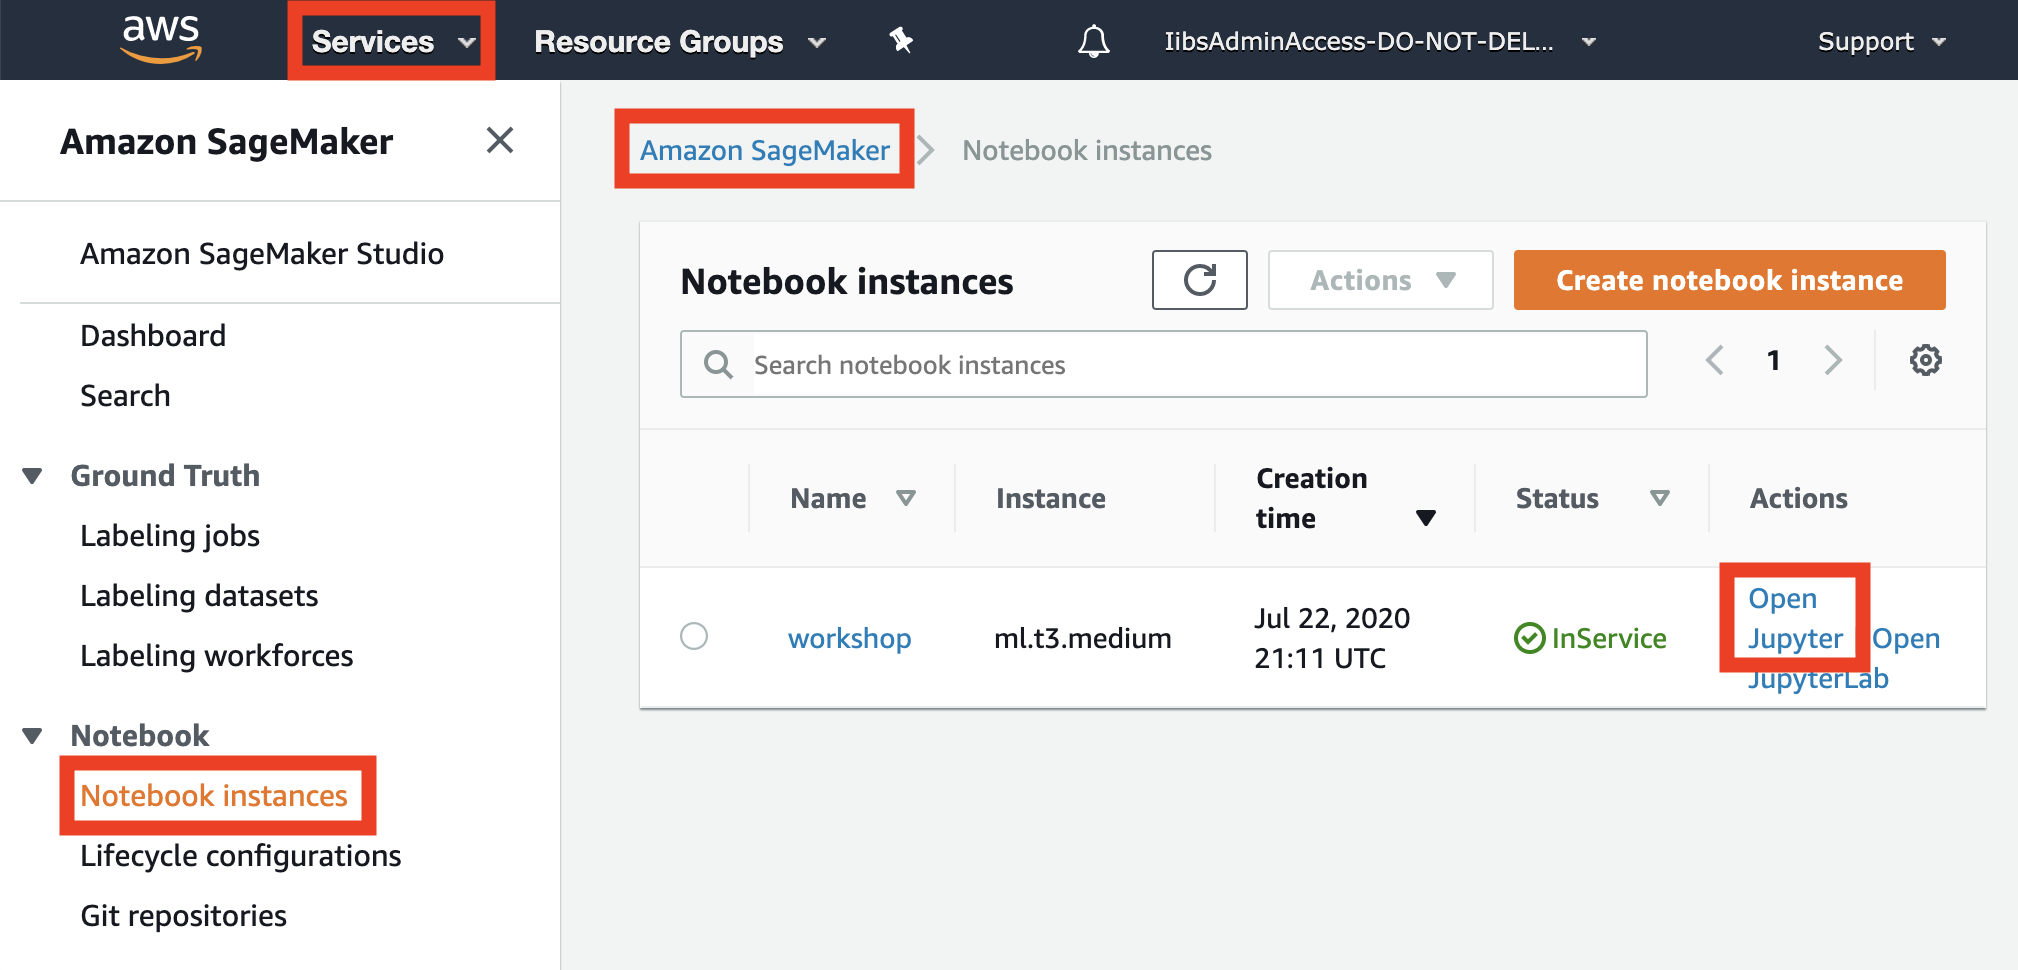 aws
Services
Resource Groups
IibsAdminAccess-DO-NOT-DEL...
Support
Amazon SageMaker
Amazon SageMaker Studio
Dashboard
Search
Ground Truth
Labeling jobs
Labeling datasets
Labeling workforces
Notebook
Notebook instances
Lifecycle configurations
Git repositories
Amazon SageMaker
Notebook instances
Notebook instances
Actions
Create notebook instance
Search notebook instances
1
Name
Instance
Creation
time
Status
Actions
workshop
ml.t3.medium
Jul 22, 2020
21:11 UTC
InService
Open
Jupyter
Open
JupyterLab